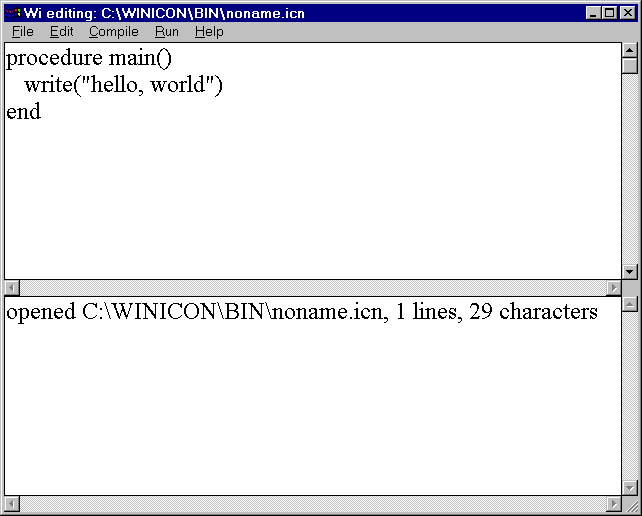 Wi editing: C:\WINICON\BIN\noname.icn
File Edit Compile Run Help
procedure main()
   write("hello, world")
end
opened C:\WINICON\BIN\noname.icn, 1 lines, 29 characters